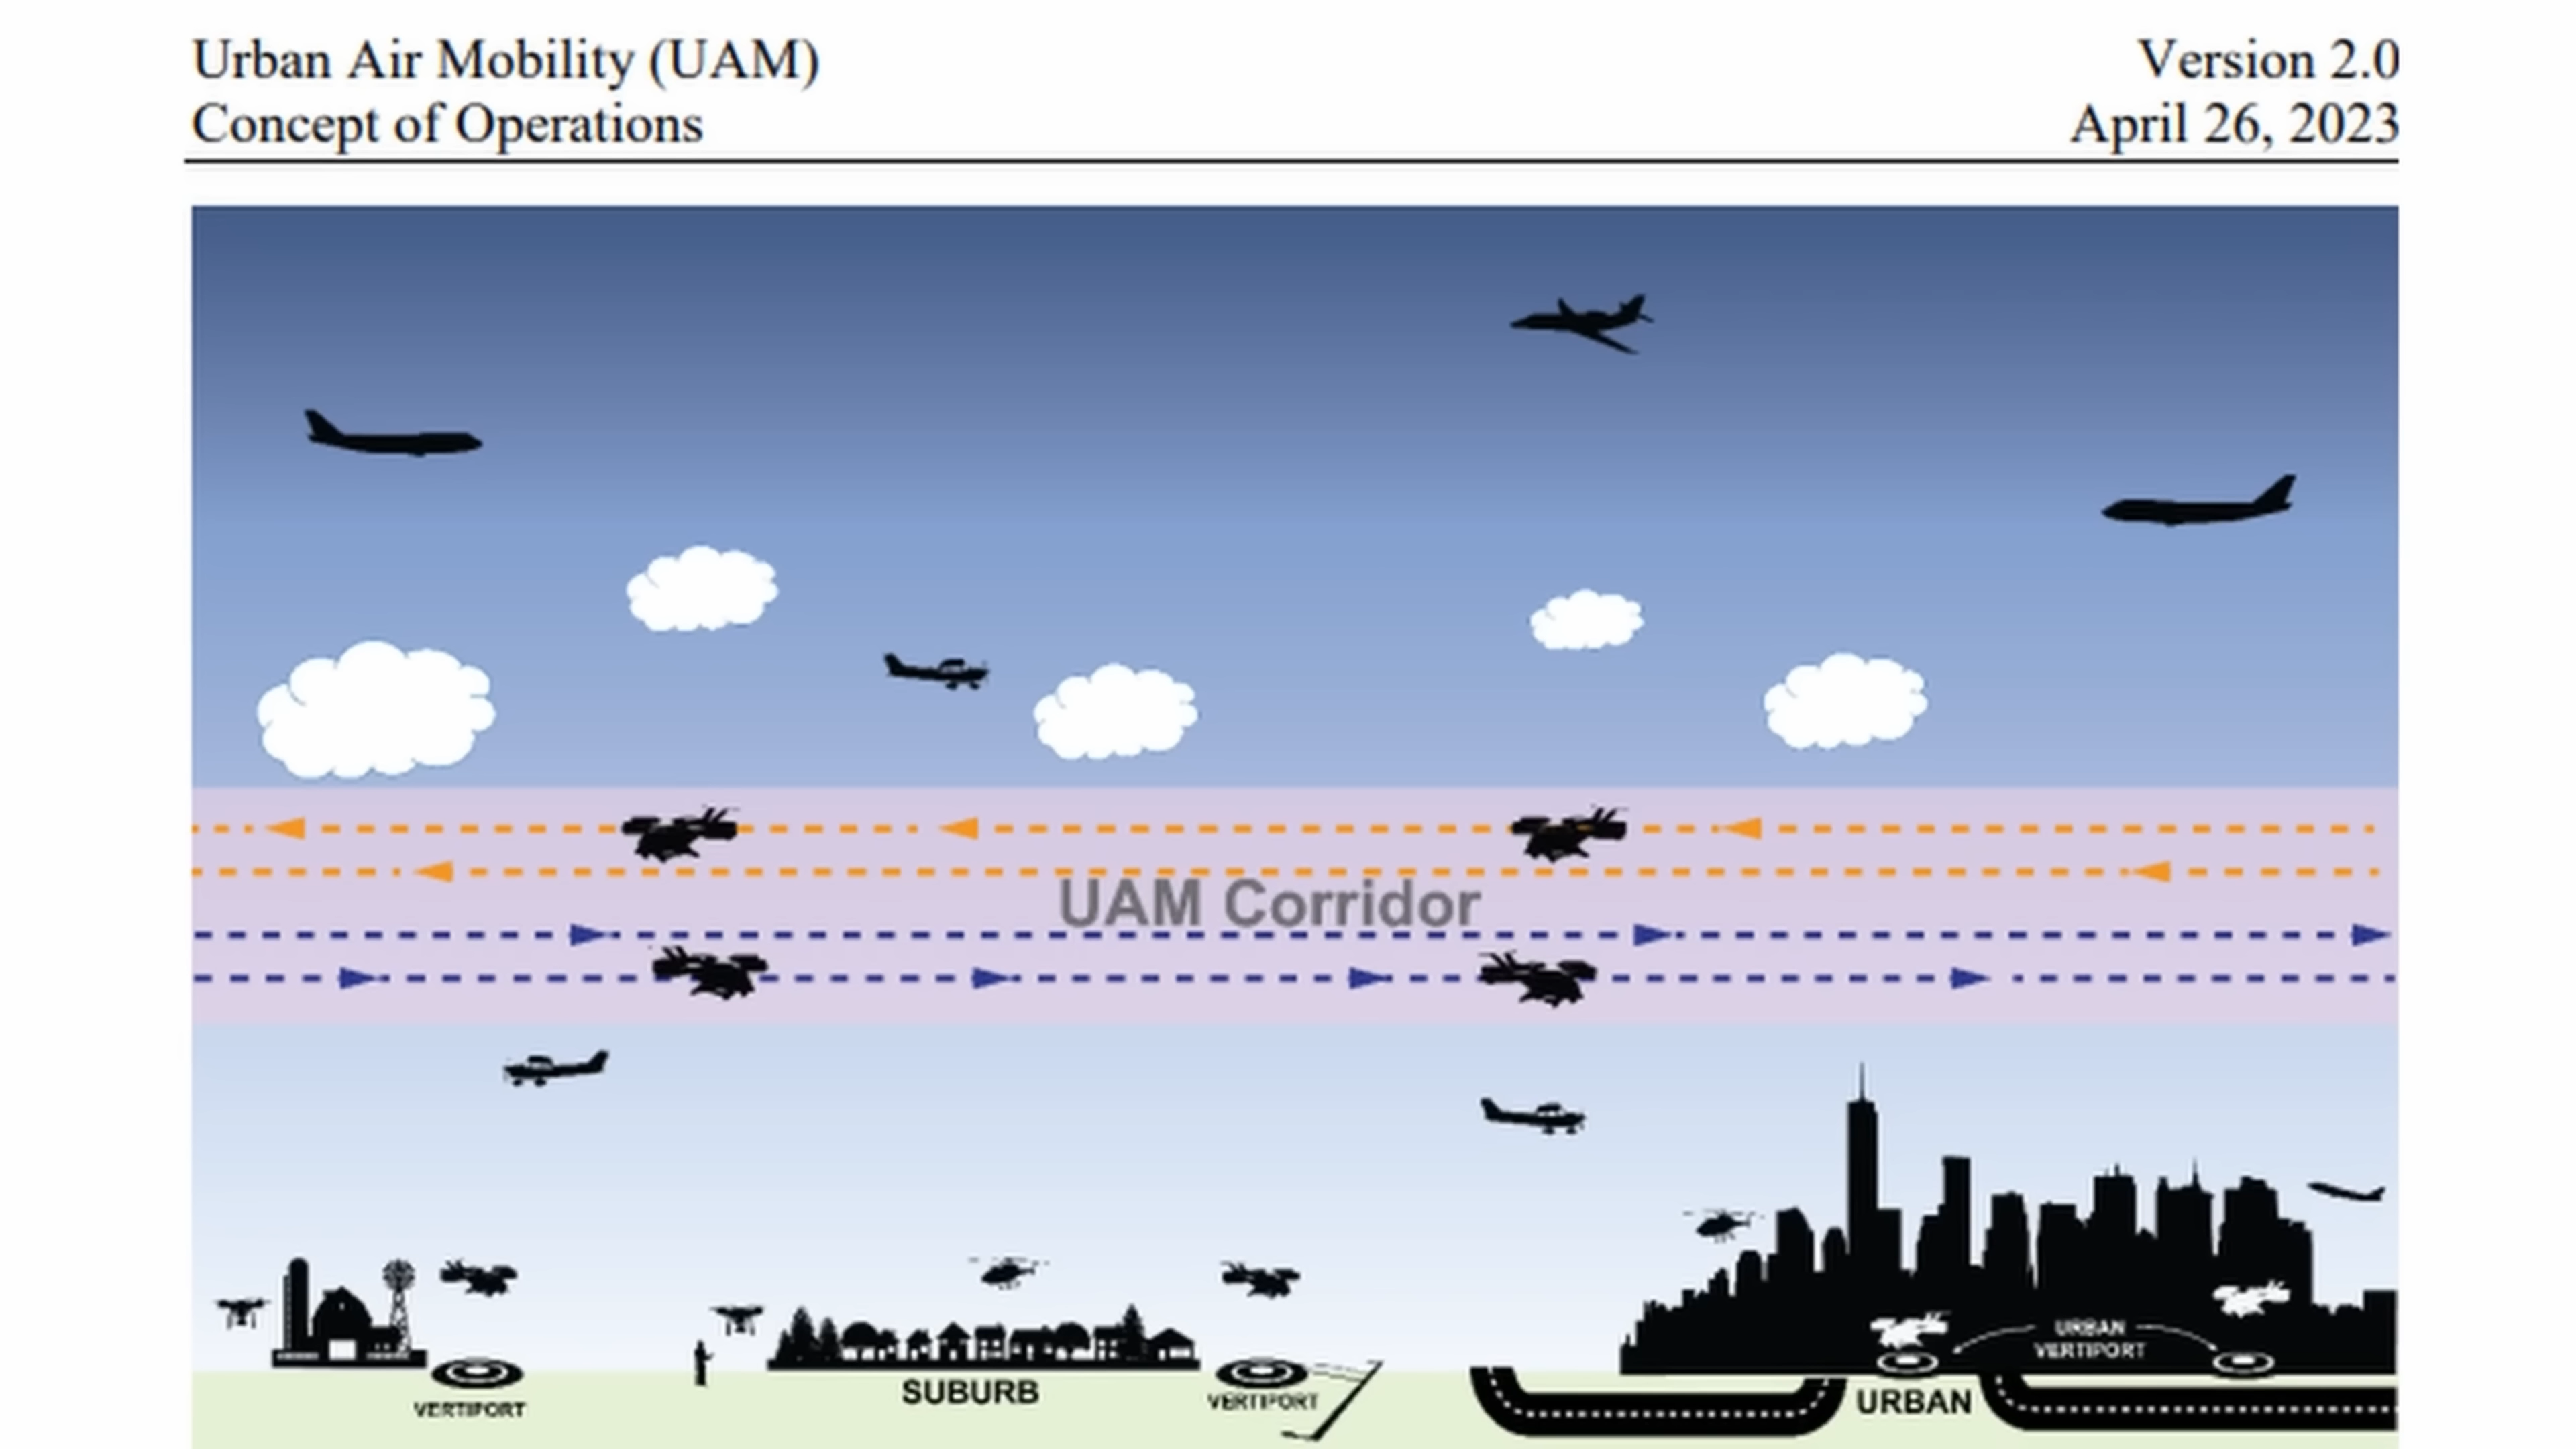 Urban Air Mobility (UAM)
Concept of Operations
Version 2.0
April 26, 2023
UAM Corridor
VERTIPORT
SUBURB
VERTIPORT
URBAN
VERTIPORT
URBAN